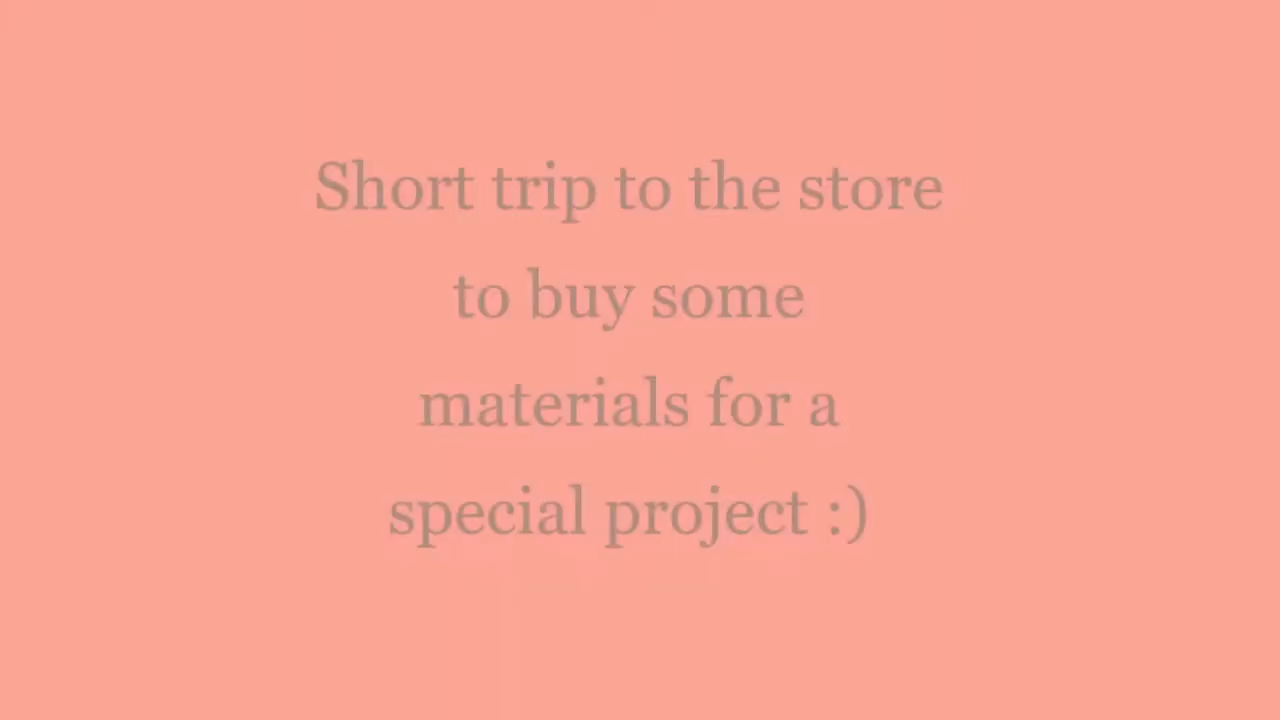 Short trip to the store
to buy some
materials for a
special project :)